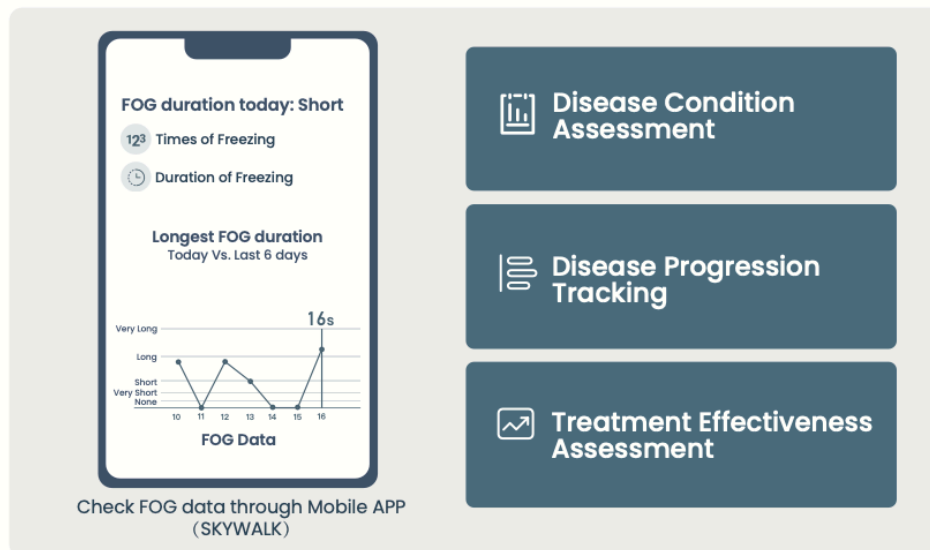 FOG duration today: Short
123 Times of Freezing
Duration of Freezing
Longest FOG duration
Today Vs. Last 6 days
16s
Very Long
Long
Short
Very Short
None
10 11 12 13 14 15 16
FOG Data
Check FOG data through Mobile APP
(SKYWALK)
Disease Condition
Assessment
Disease Progression
Tracking
Treatment Effectiveness
Assessment